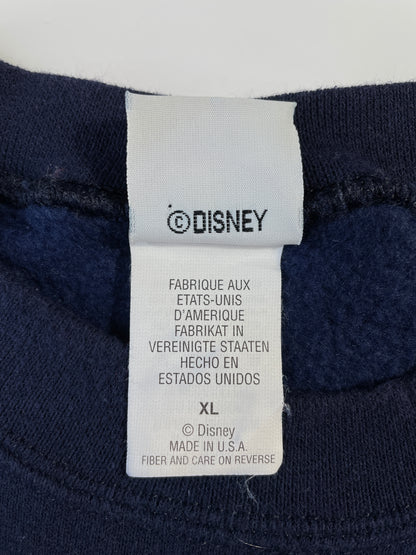 ©DISNEY
FABRIQUE AUX
ETATS-UNIS
D'AMERIQUE
FABRIKAT IN
VEREINIGTE STAATEN
HECHO EN
ESTADOS UNIDOS
XL
© Disney
MADE IN U.S.A.
FIBER AND CARE ON REVERSE